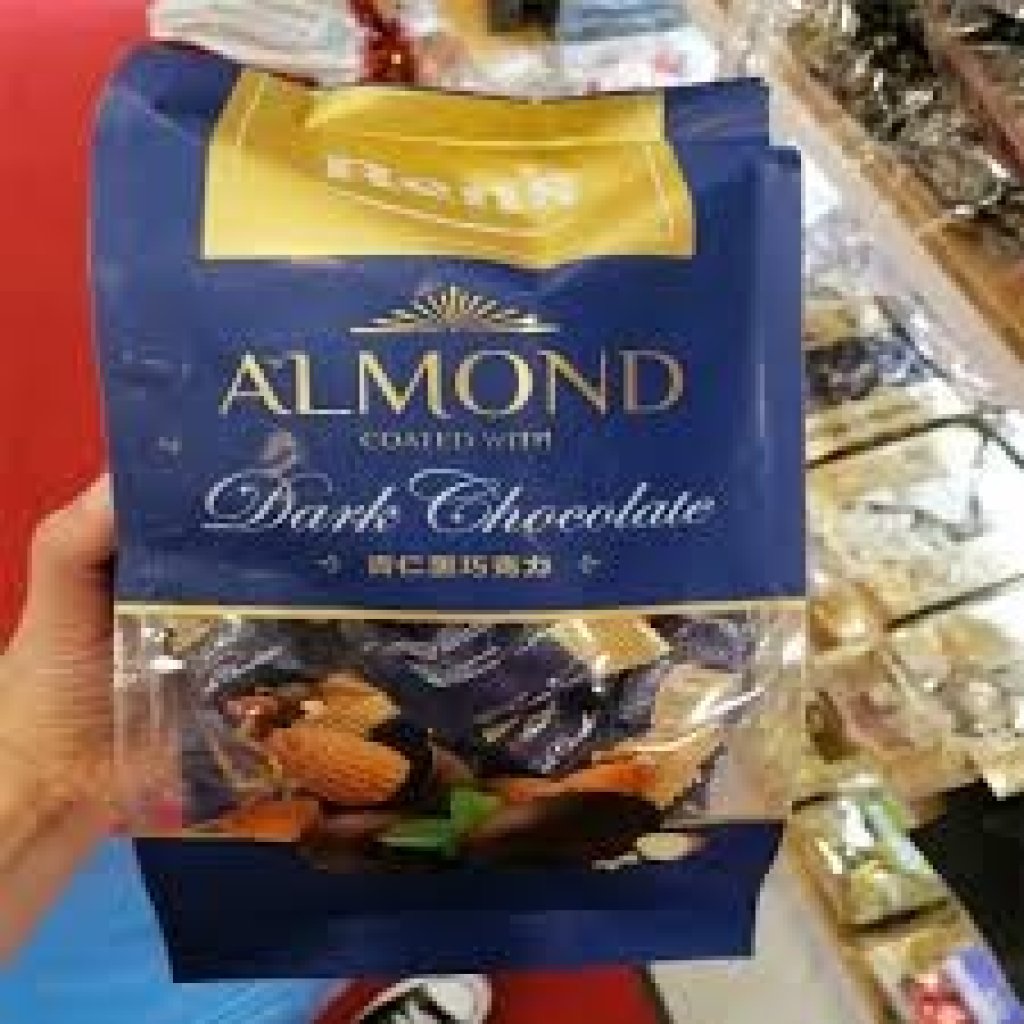 ALMOND
COATED WITH
Dark Chocolate
杏仁黑巧克力